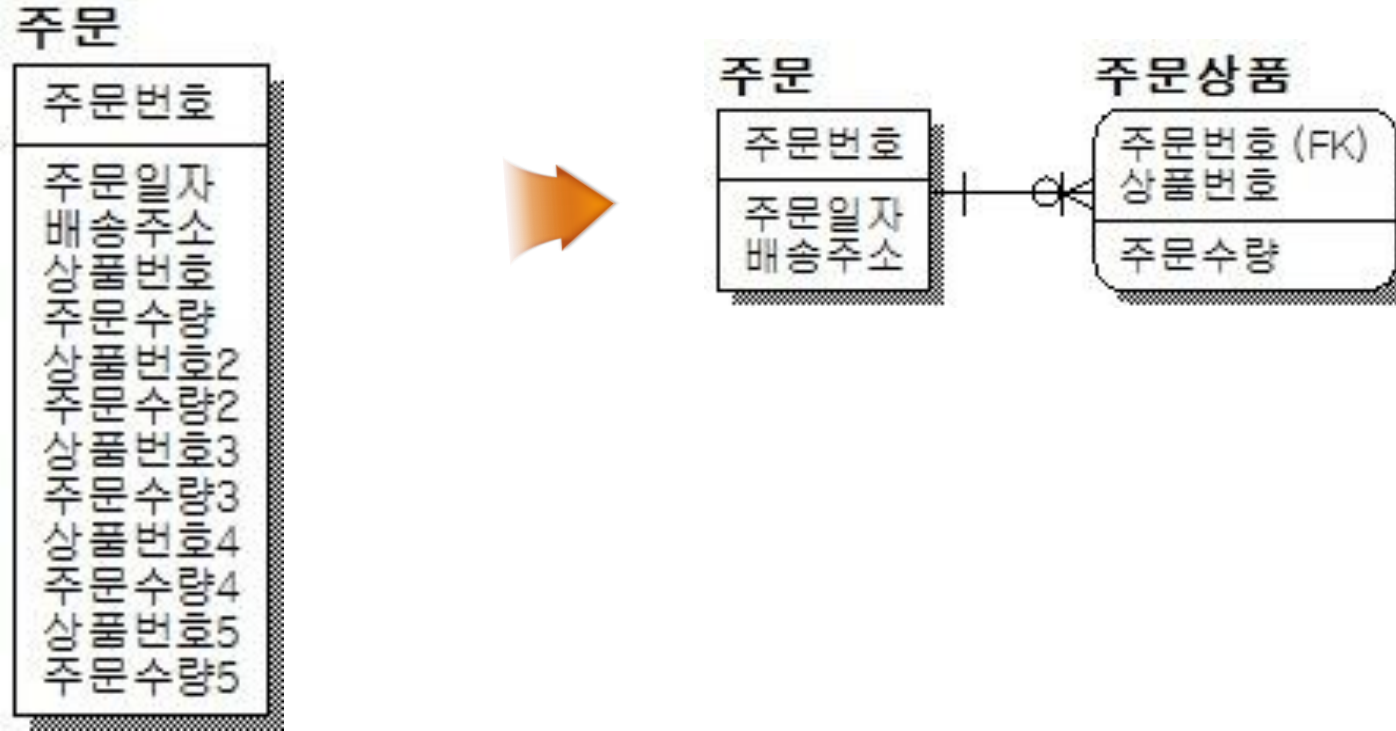 주문
주문번호
주문일자
배송주소
상품번호
주문수량
상품번호2
주문수량2
상품번호3
주문수량3
상품번호4
주문수량4
상품번호5
주문수량5
주문
주문번호
주문일자
배송주소
주문상품
주문번호 (FK)
상품번호
주문수량